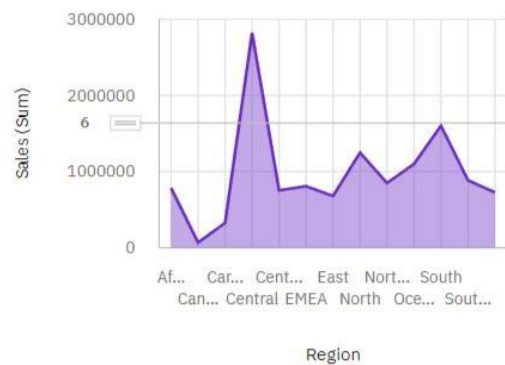 3000000
2000000
6
1000000
0
Sales (Sum)
Af... Car... Cent... East Nort... South
Can... Central EMEA North Oce... Sout...
Region